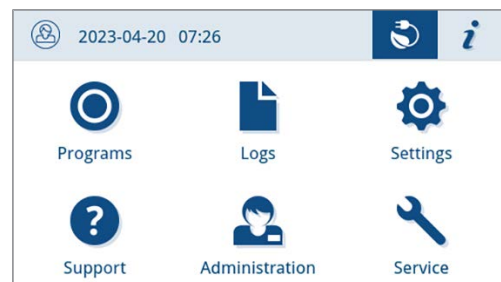 2023-04-20 07:26
i
Programs Logs Settings
?
Support Administration Service